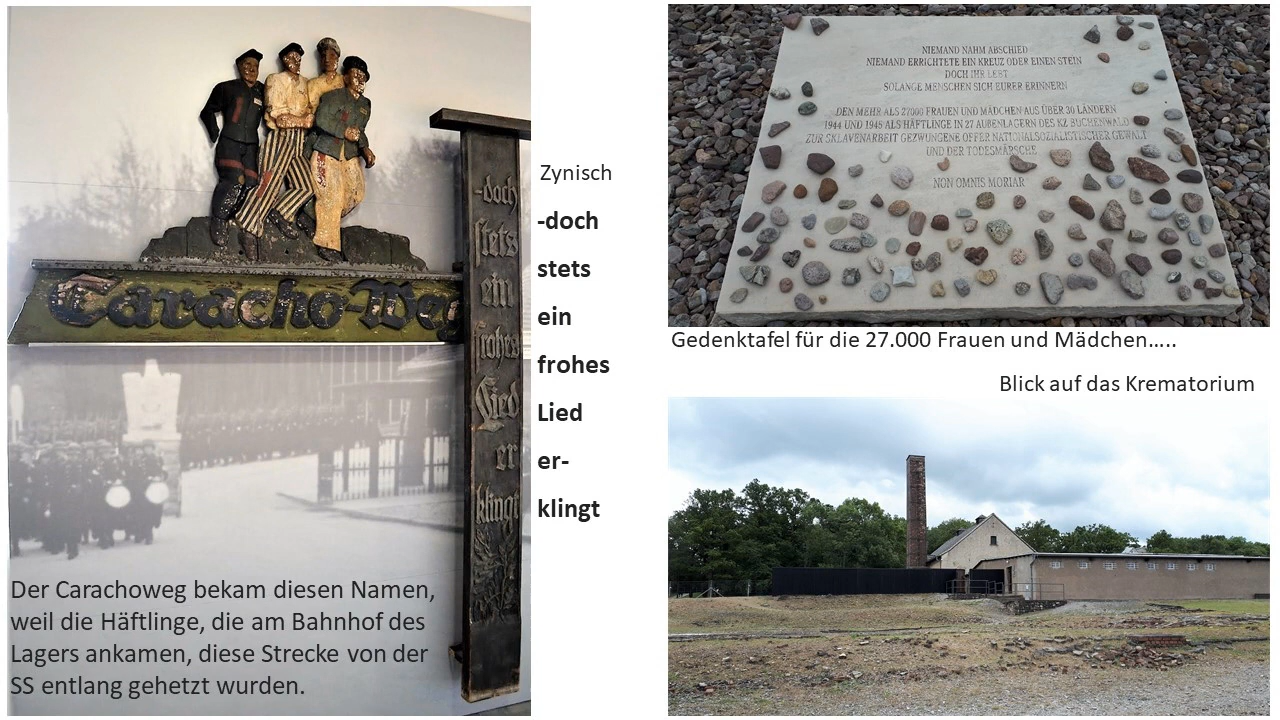 Caracho-Weg
-doch
stets
ein
frohes
Lied
er
klingt
Zynisch
-doch
stets
ein
frohes
Lied
er-
klingt
Der Carachoweg bekam diesen Namen,
weil die Häftlinge, die am Bahnhof des
Lagers ankamen, diese Strecke von der
SS entlang gehetzt wurden.
NIEMAND NAHM ABSCHIED
NIEMAND ERRICHTETE EIN KREUZ ODER EINEN STEIN
DOCH IHR LEBT
SOLANGE MENSCHEN SICH EURER ERINNERN
DEN MEHR ALS 27000 FRAUEN UND MÄDCHEN AUS ÜBER 30 LÄNDERN
1944 UND 1945 ALS HÄFTLINGE IN 27 AUßENLAGERN DES KZ BUCHENWALD
ZUR SKLAVENARBEIT GEZWUNGENE OPFER NATIONALSOZIALISTISCHER GEWALT
UND DER TODESMÄRSCHE
NON OMNIS MORIAR
Gedenktafel für die 27.000 Frauen und Mädchen.....
Blick auf das Krematorium